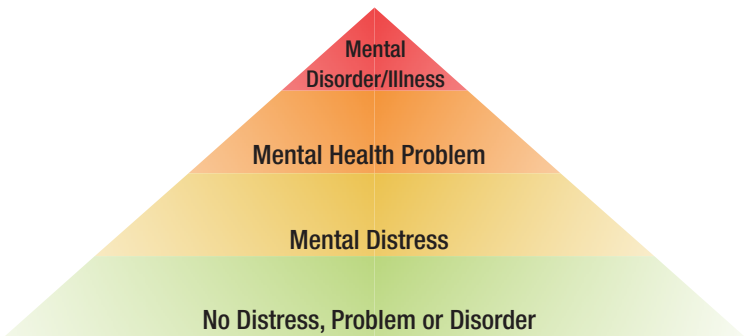 Mental
Disorder/Illness
Mental Health Problem
Mental Distress
No Distress, Problem or Disorder